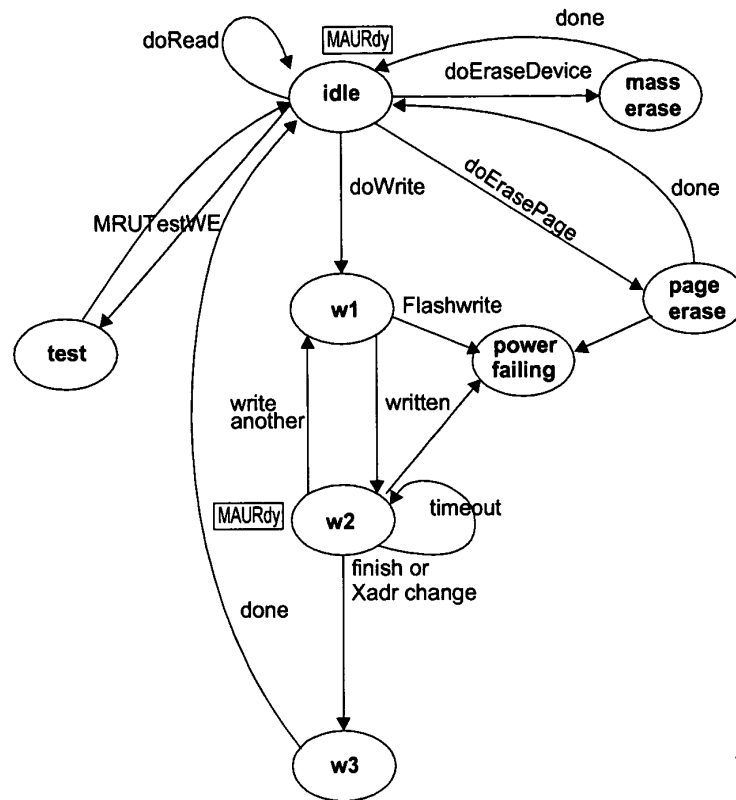 done
doRead
MAURdy
doEraseDevice
idle
mass
erase
doErasePage
done
doWrite
MRUTestWE
page
erase
w1
Flashwrite
test
power
failing
write
another
written
MAURdy
w2
timeout
finish or
Xadr change
done
w3